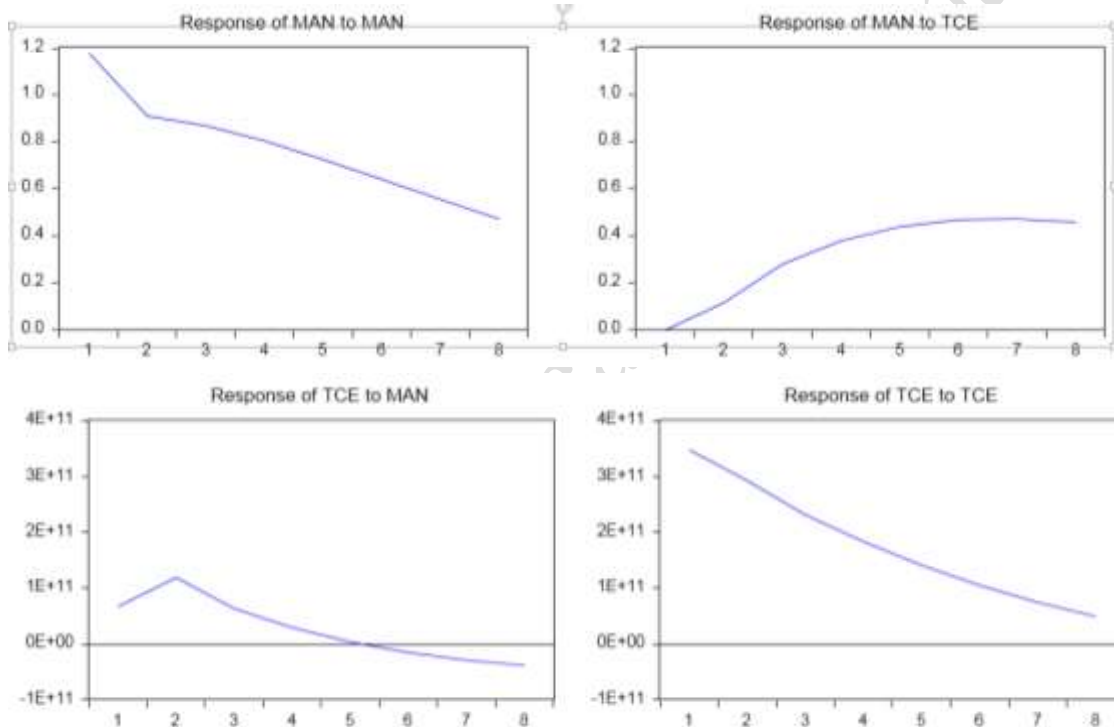 Response of MAN to MAN
1.2
1.0
0.8
0.6
0.4
0.2
0.0
1 2 3 4 5 6 7 8
Response of MAN to TCE
1.2
1.0
0.8
0.6
0.4
0.2
0.0
1 2 3 4 5 6 7 8
Response of TCE to MAN
4E+11
3E+11
2E+11
1E+11
0E+00
-1E+11
1 2 3 4 5 6 7 8
Response of TCE to TCE
4E+11
3E+11
2E+11
1E+11
0E+00
-1E+11
1 2 3 4 5 6 7 8